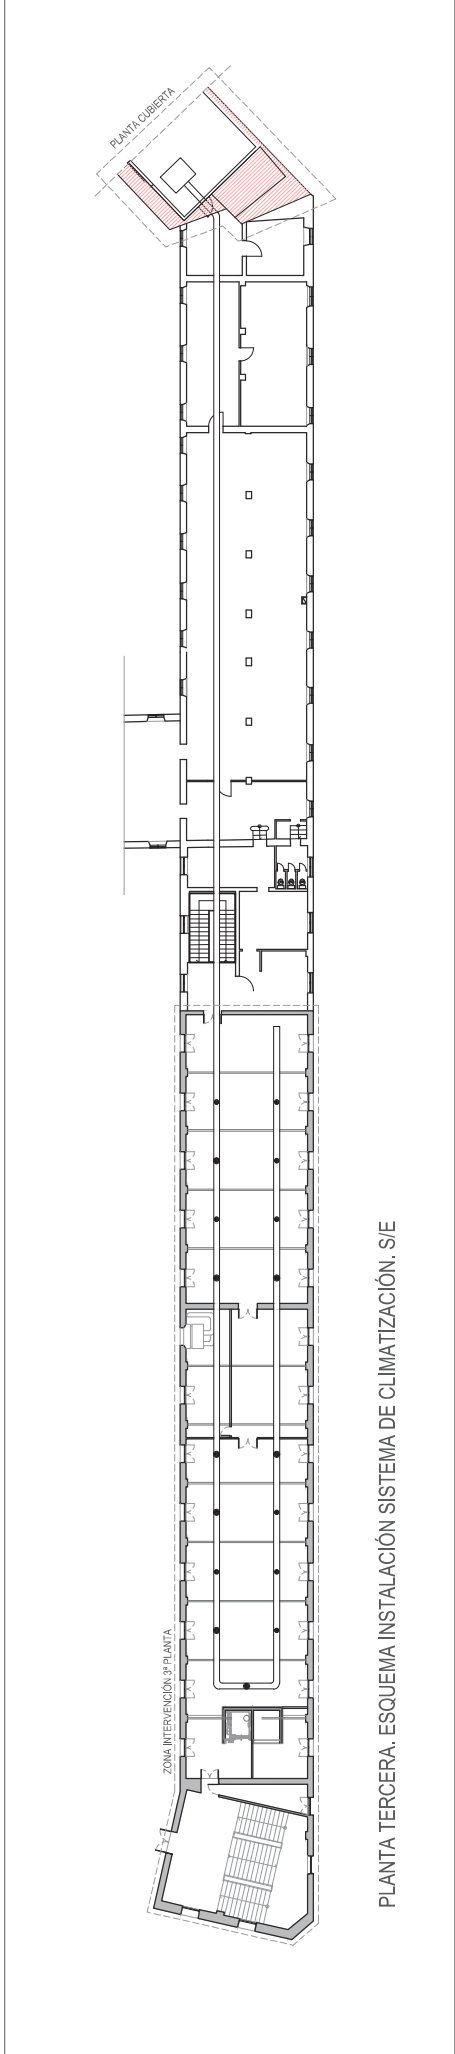 PLANTA CUBIERTA
ZONA INTERVENCIÓN 3ª PLANTA
PLANTA TERCERA. ESQUEMA INSTALACIÓN SISTEMA DE CLIMATIZACIÓN. S/E